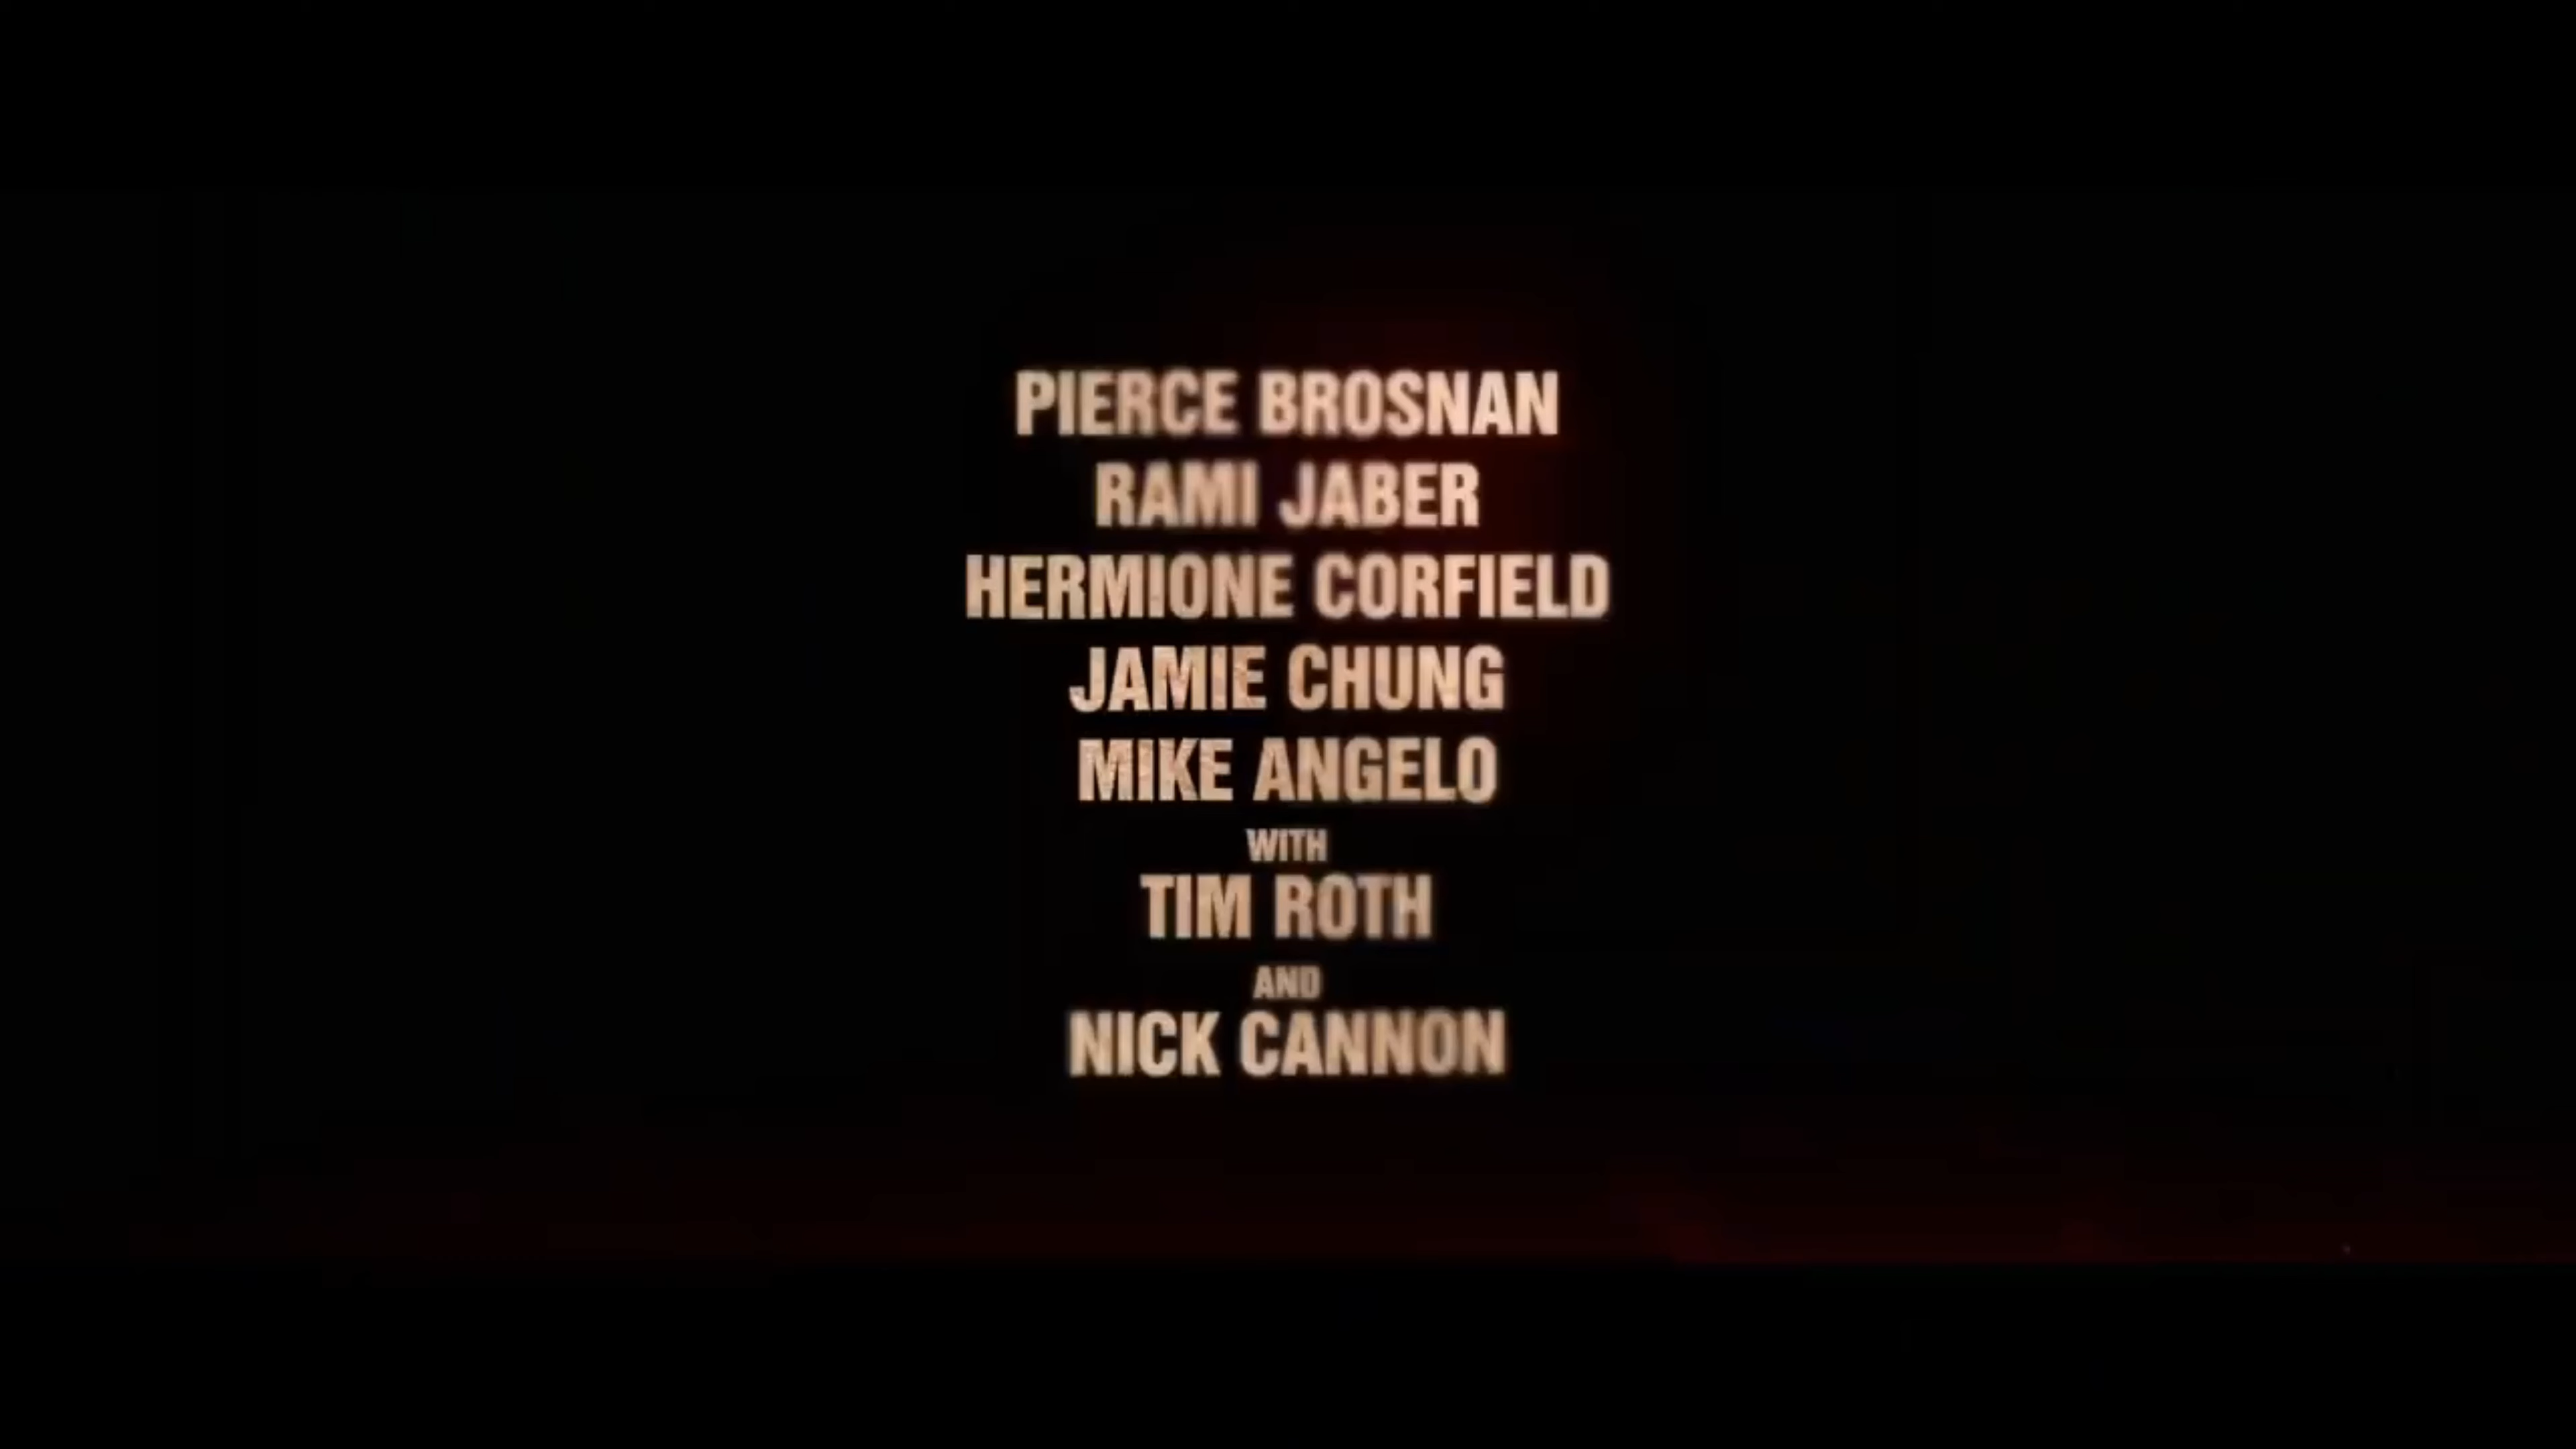 PIERCE BROSNAN
RAMI JABER
HERMIONE CORFIELD
JAMIE CHUNG
MIKE ANGELO
WITH
TIM ROTH
AND
NICK CANNON